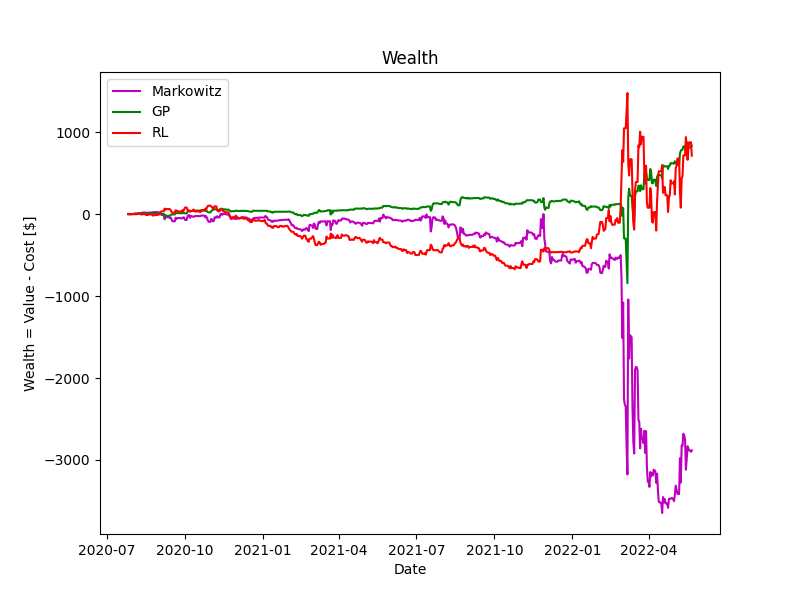 Wealth
Markowitz
GP
RL
1000
0
−1000
−2000
−3000
Wealth = Value - Cost [$]
2020-07
2020-10
2021-01
2021-04
2021-07
2021-10
2022-01
2022-04
Date